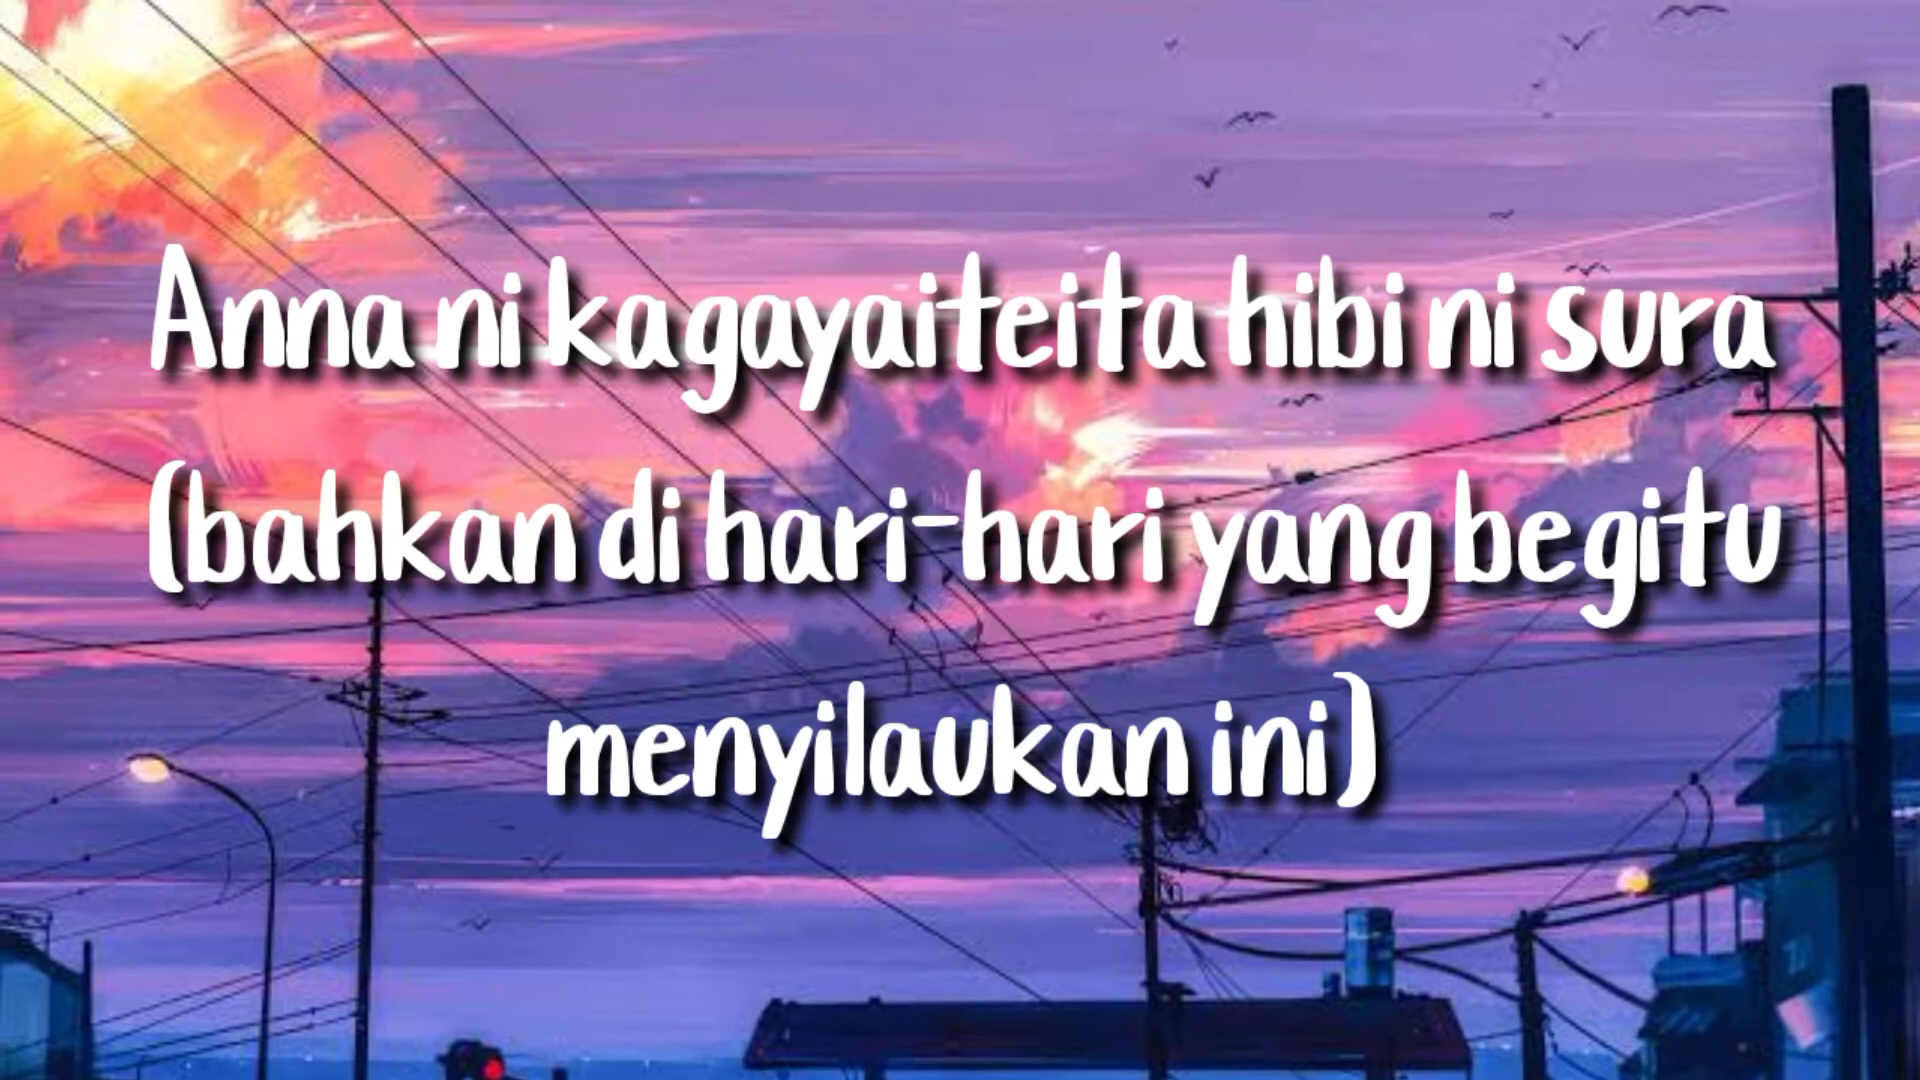 Anna ni kagayaiteita hibi ni sura
(bahkan di hari-hari yang begitu
menyilaukan ini)